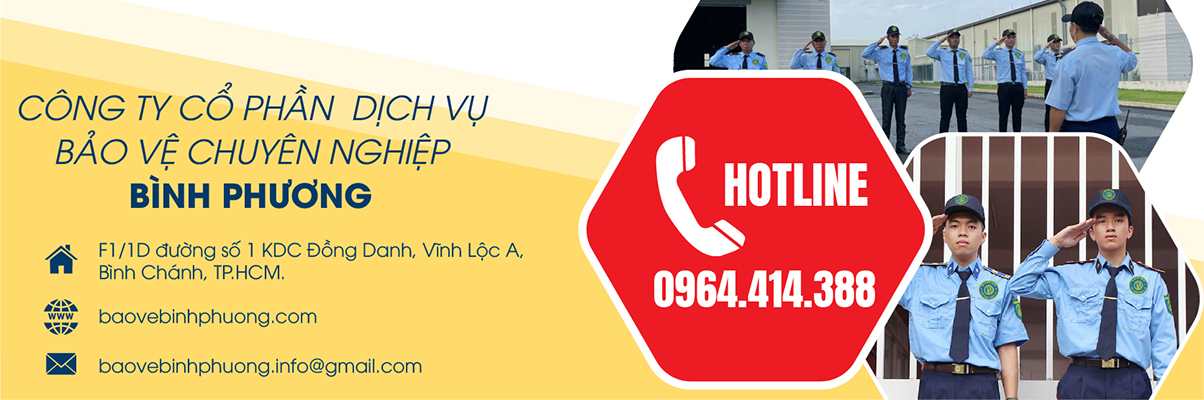 CÔNG TY CỔ PHẦN DỊCH VỤ
BẢO VỆ CHUYÊN NGHIỆP
BÌNH PHƯƠNG
F1/1D đường số 1 KDC Đồng Danh, Vĩnh Lộc A,
Bình Chánh, TP.HCM.
WWW
baovebinhphuong.com
baovebinhphuong.info@gmail.com
HOTLINE
0964.414.388